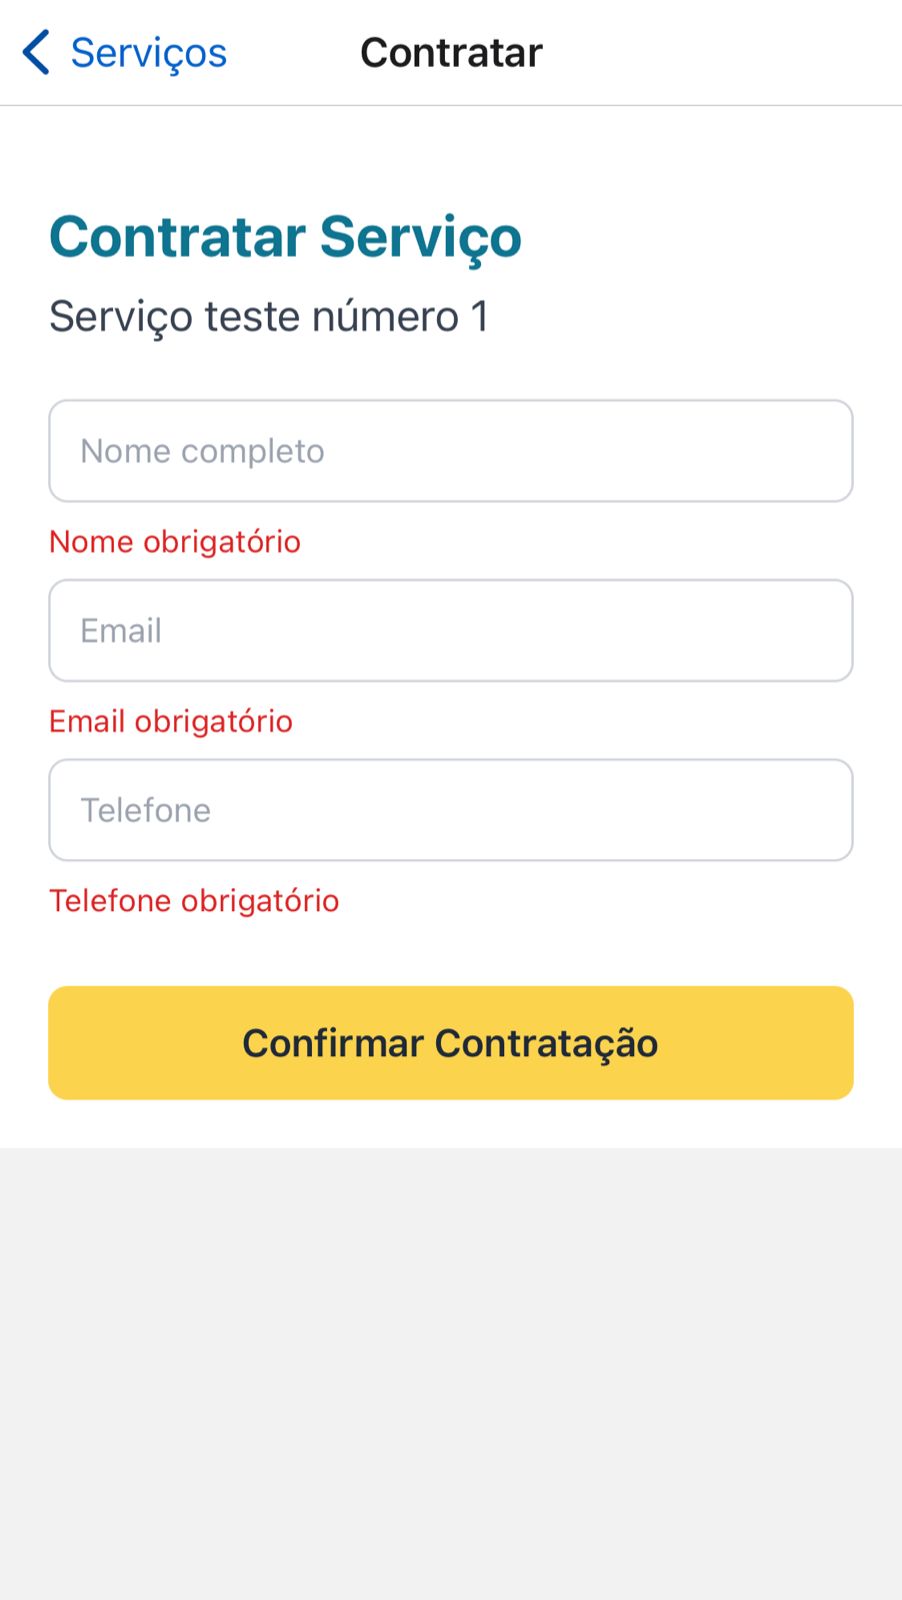 Serviços
Contratar
Contratar Serviço
Serviço teste número 1
Nome completo
Nome obrigatório
Email
Email obrigatório
Telefone
Telefone obrigatório
Confirmar Contratação